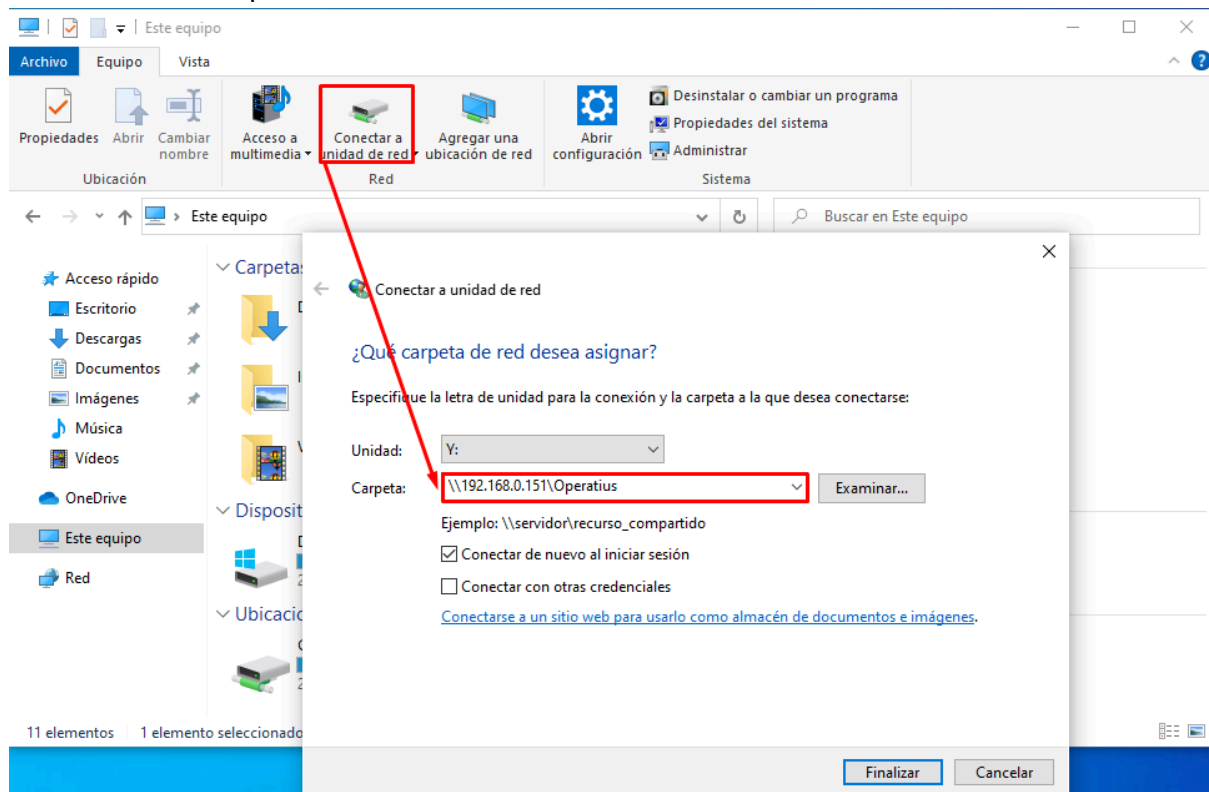 Este equipo
Archivo Equipo Vista
Propiedades Abrir Cambiar nombre
Acceso a multimedia
Conectar a unidad de red
Agregar una ubicación de red
Abrir configuración
Desinstalar o cambiar un programa
Propiedades del sistema
Administrar
Ubicación Red Sistema
Este equipo
Buscar en Este equipo
Acceso rápido
Escritorio
Descargas
Documentos
Imágenes
Música
Vídeos
OneDrive
Este equipo
Red
Carpetas
Disposit
Ubicacio
Conectar a unidad de red
¿Qué carpeta de red desea asignar?
Especifique la letra de unidad para la conexión y la carpeta a la que desea conectarse:
Unidad: Y:
Carpeta: \\192.168.0.151\Operatius Examinar...
Ejemplo: \\servidor\recurso_compartido
Conectar de nuevo al iniciar sesión
Conectar con otras credenciales
Conectarse a un sitio web para usarlo como almacén de documentos e imágenes.
11 elementos 1 elemento seleccionado
Finalizar Cancelar